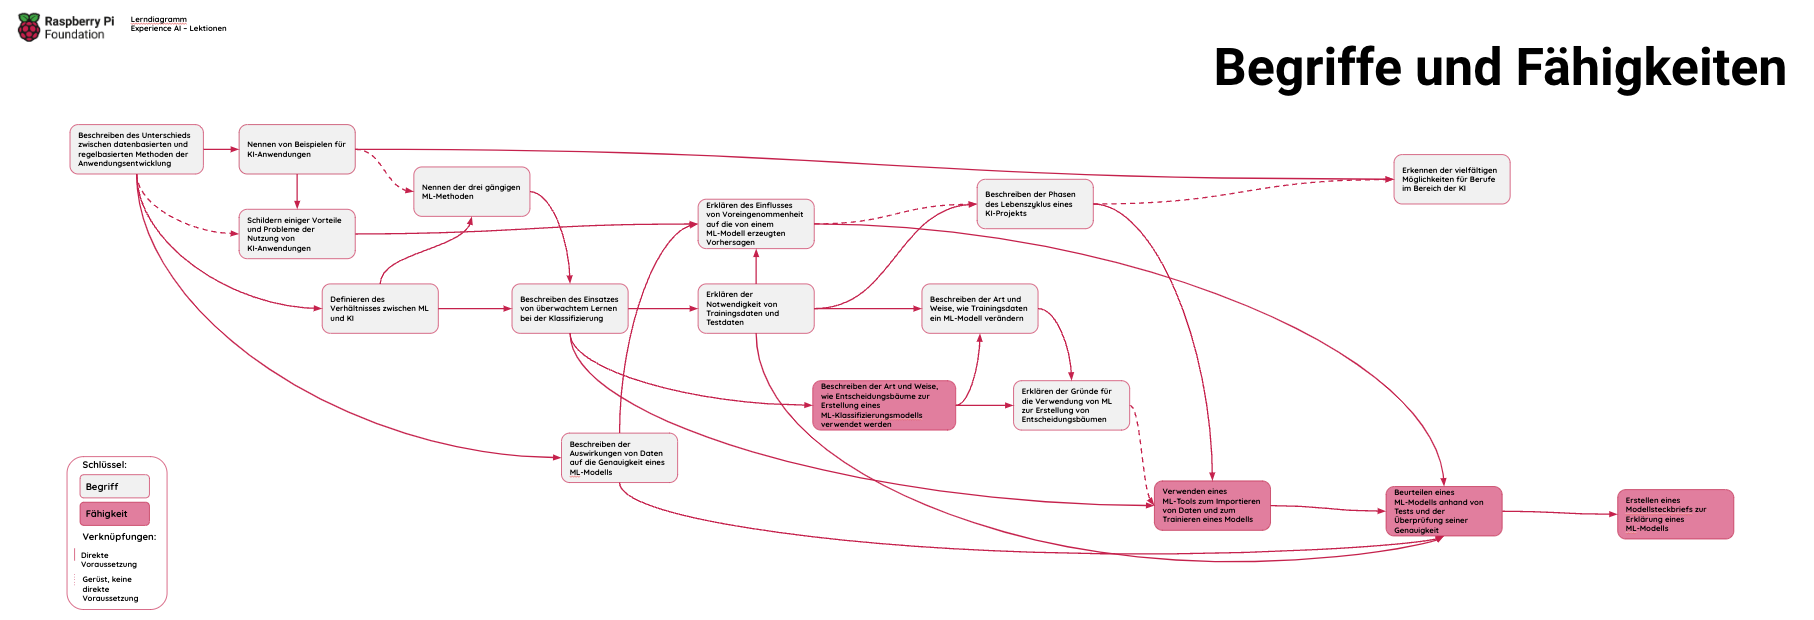 Raspberry Pi
Foundation
Lerndiagramm
Experience AI – Lektionen
Begriffe und Fähigkeiten
Beschreiben des Unterschieds
zwischen datenbasierten und
regelbasierten Methoden der
Anwendungsentwicklung
Nennen von Beispielen für
KI-Anwendungen
Nennen der drei gängigen
ML-Methoden
Schildern einiger Vorteile
und Probleme der
Nutzung von
KI-Anwendungen
Erklären des Einflusses
von Voreingenommenheit
auf die von einem
ML-Modell erzeugten
Vorhersagen
Beschreiben der Phasen
des Lebenszyklus eines
KI-Projekts
Erkennen der vielfältigen
Möglichkeiten für Berufe
im Bereich der KI
Definieren des
Verhältnisses zwischen ML
und KI
Beschreiben des Einsatzes
von überwachtem Lernen
bei der Klassifizierung
Erklären der
Notwendigkeit von
Trainingsdaten und
Testdaten
Beschreiben der Art und
Weise, wie Trainingsdaten
ein ML-Modell verändern
Beschreiben der Art und Weise,
wie Entscheidungsbäume zur
Erstellung eines
ML-Klassifizierungsmodells
verwendet werden
Erklären der Gründe für
die Verwendung von ML
zur Erstellung von
Entscheidungsbäumen
Beschreiben der
Auswirkungen von Daten
auf die Genauigkeit eines
ML-Modells
Verwenden eines
ML-Tools zum Importieren
von Daten und zum
Trainieren eines Modells
Beurteilen eines
ML-Modells anhand von
Tests und der
Überprüfung seiner
Genauigkeit
Erstellen eines
Modellsteckbriefs zur
Erklärung eines
ML-Modells
Schlüssel:
Begriff
Fähigkeit
Verknüpfungen:
Direkte
Voraussetzung
Gerüst, keine
direkte
Voraussetzung